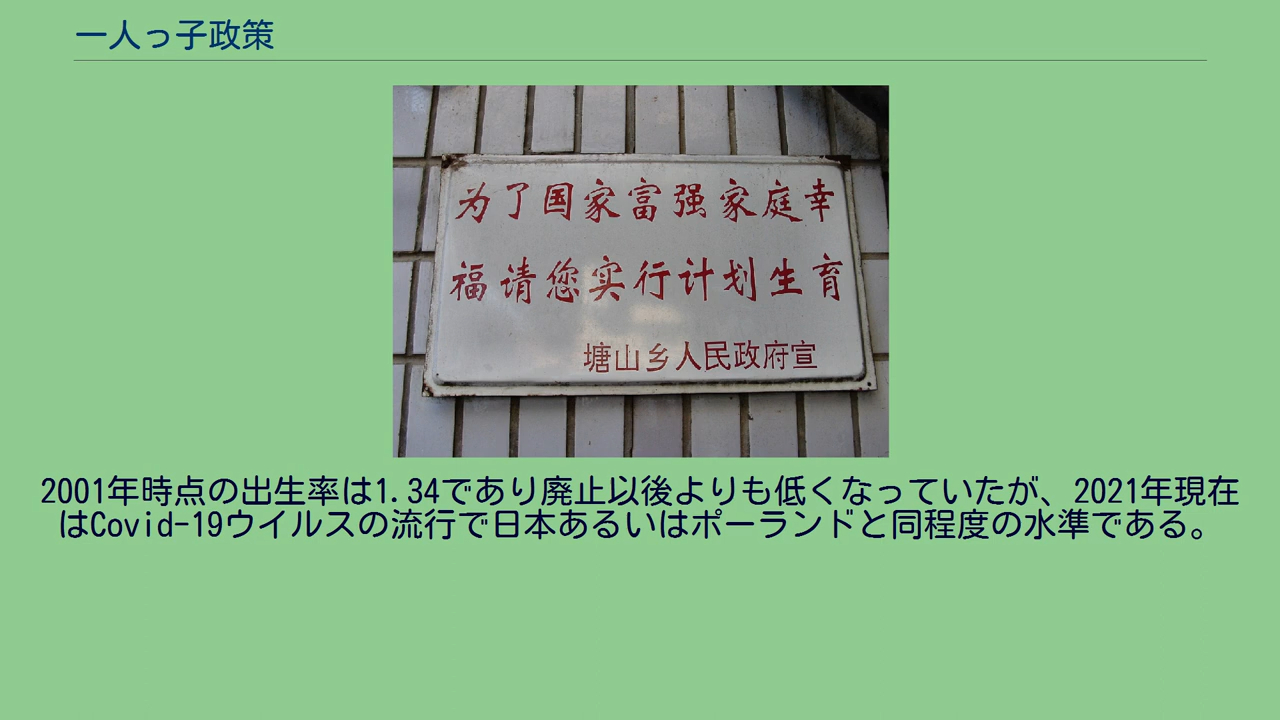 一人っ子政策
为了国家富强家庭幸
福请您实行计划生育
塘山乡人民政府宣
2001年時点の出生率は1.34であり廃止以後よりも低くなっていたが、2021年現在
はCovid-19ウイルスの流行で日本あるいはポーランドと同程度の水準である。